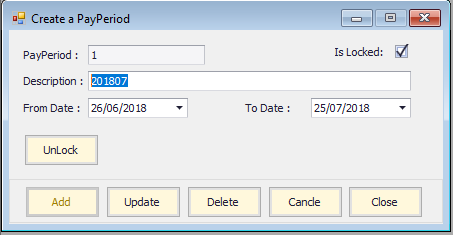 Create a PayPeriod
PayPeriod : 1 Is Locked:
Description : 201807
From Date : 26/06/2018 To Date : 25/07/2018
UnLock
Add Update Delete Cancle Close